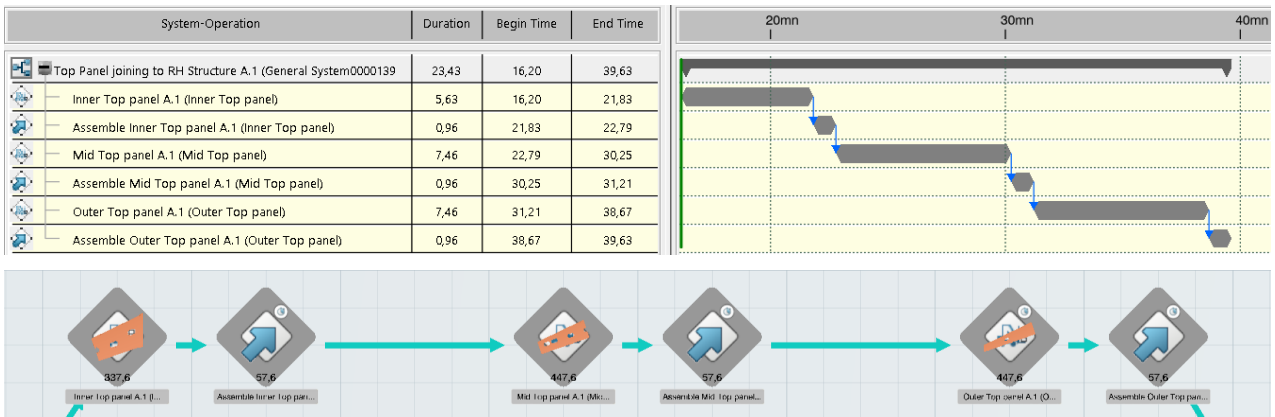 System-Operation Duration Begin Time End Time 20mn 30mn 40mn
Top Panel joining to RH Structure A.1 (General System0000139 23,43 16,20 39,63
Inner Top panel A.1 (Inner Top panel) 5,63 16,20 21,83
Assemble Inner Top panel A.1 (Inner Top panel) 0,96 21,83 22,79
Mid Top panel A.1 (Mid Top panel) 7,46 22,79 30,25
Assemble Mid Top panel A.1 (Mid Top panel) 0,96 30,25 31,21
Outer Top panel A.1 (Outer Top panel) 7,46 31,21 38,67
Assemble Outer Top panel A.1 (Outer Top panel) 0,96 38,67 39,63
337,6 57,6 447,6 57,6 447,6 57,6
Inner Top panel A.1 (I... Assemble Inner Top pan... Mid Top panel A.1 (Mid... Assemble Mid Top panel... Outer Top panel A.1 (O... Assemble Outer Top pan...